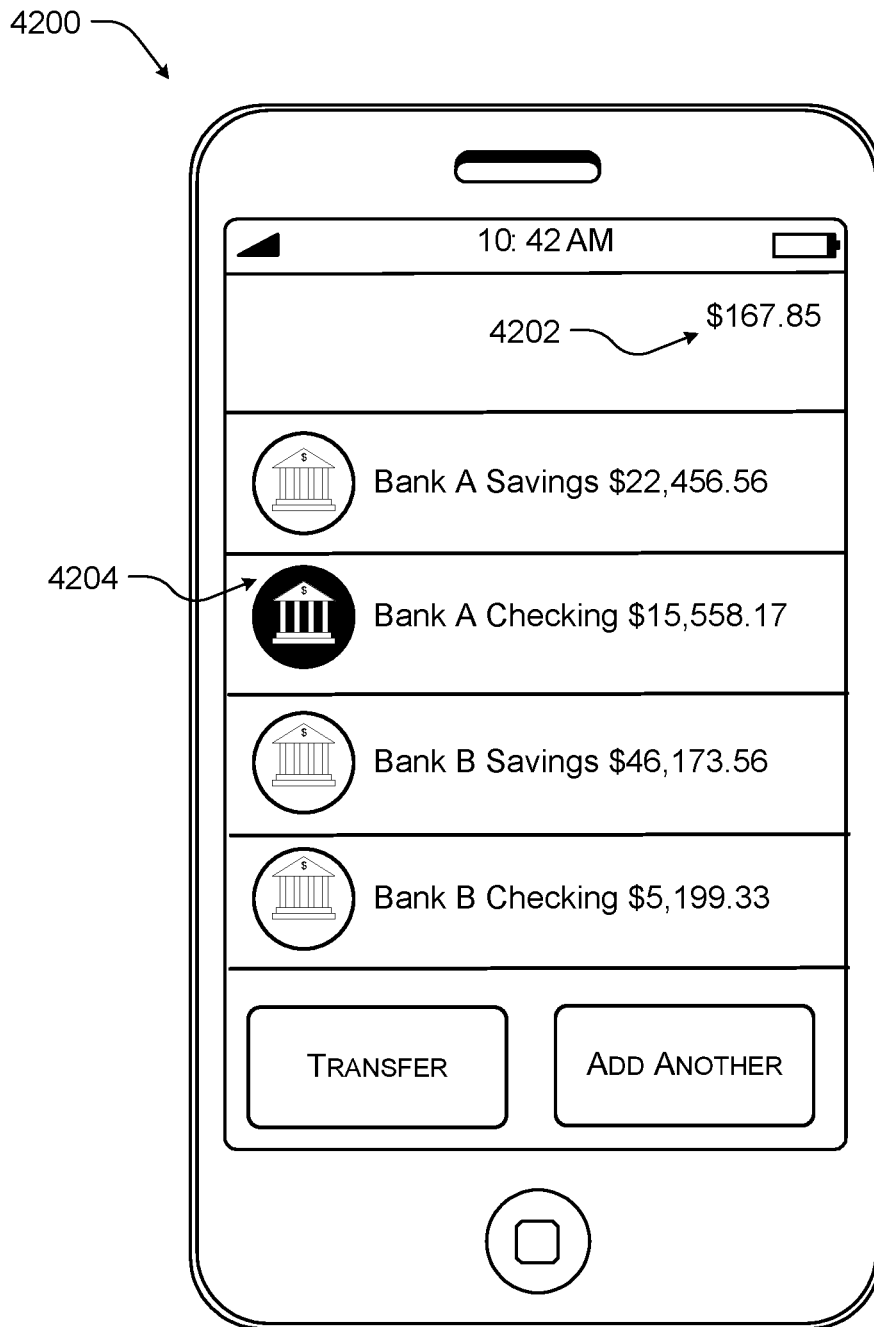 4200
10: 42 AM
$167.85
4202
$
Bank A Savings $22,456.56
4204
$
Bank A Checking $15,558.17
$
Bank B Savings $46,173.56
$
Bank B Checking $5,199.33
TRANSFER
ADD ANOTHER